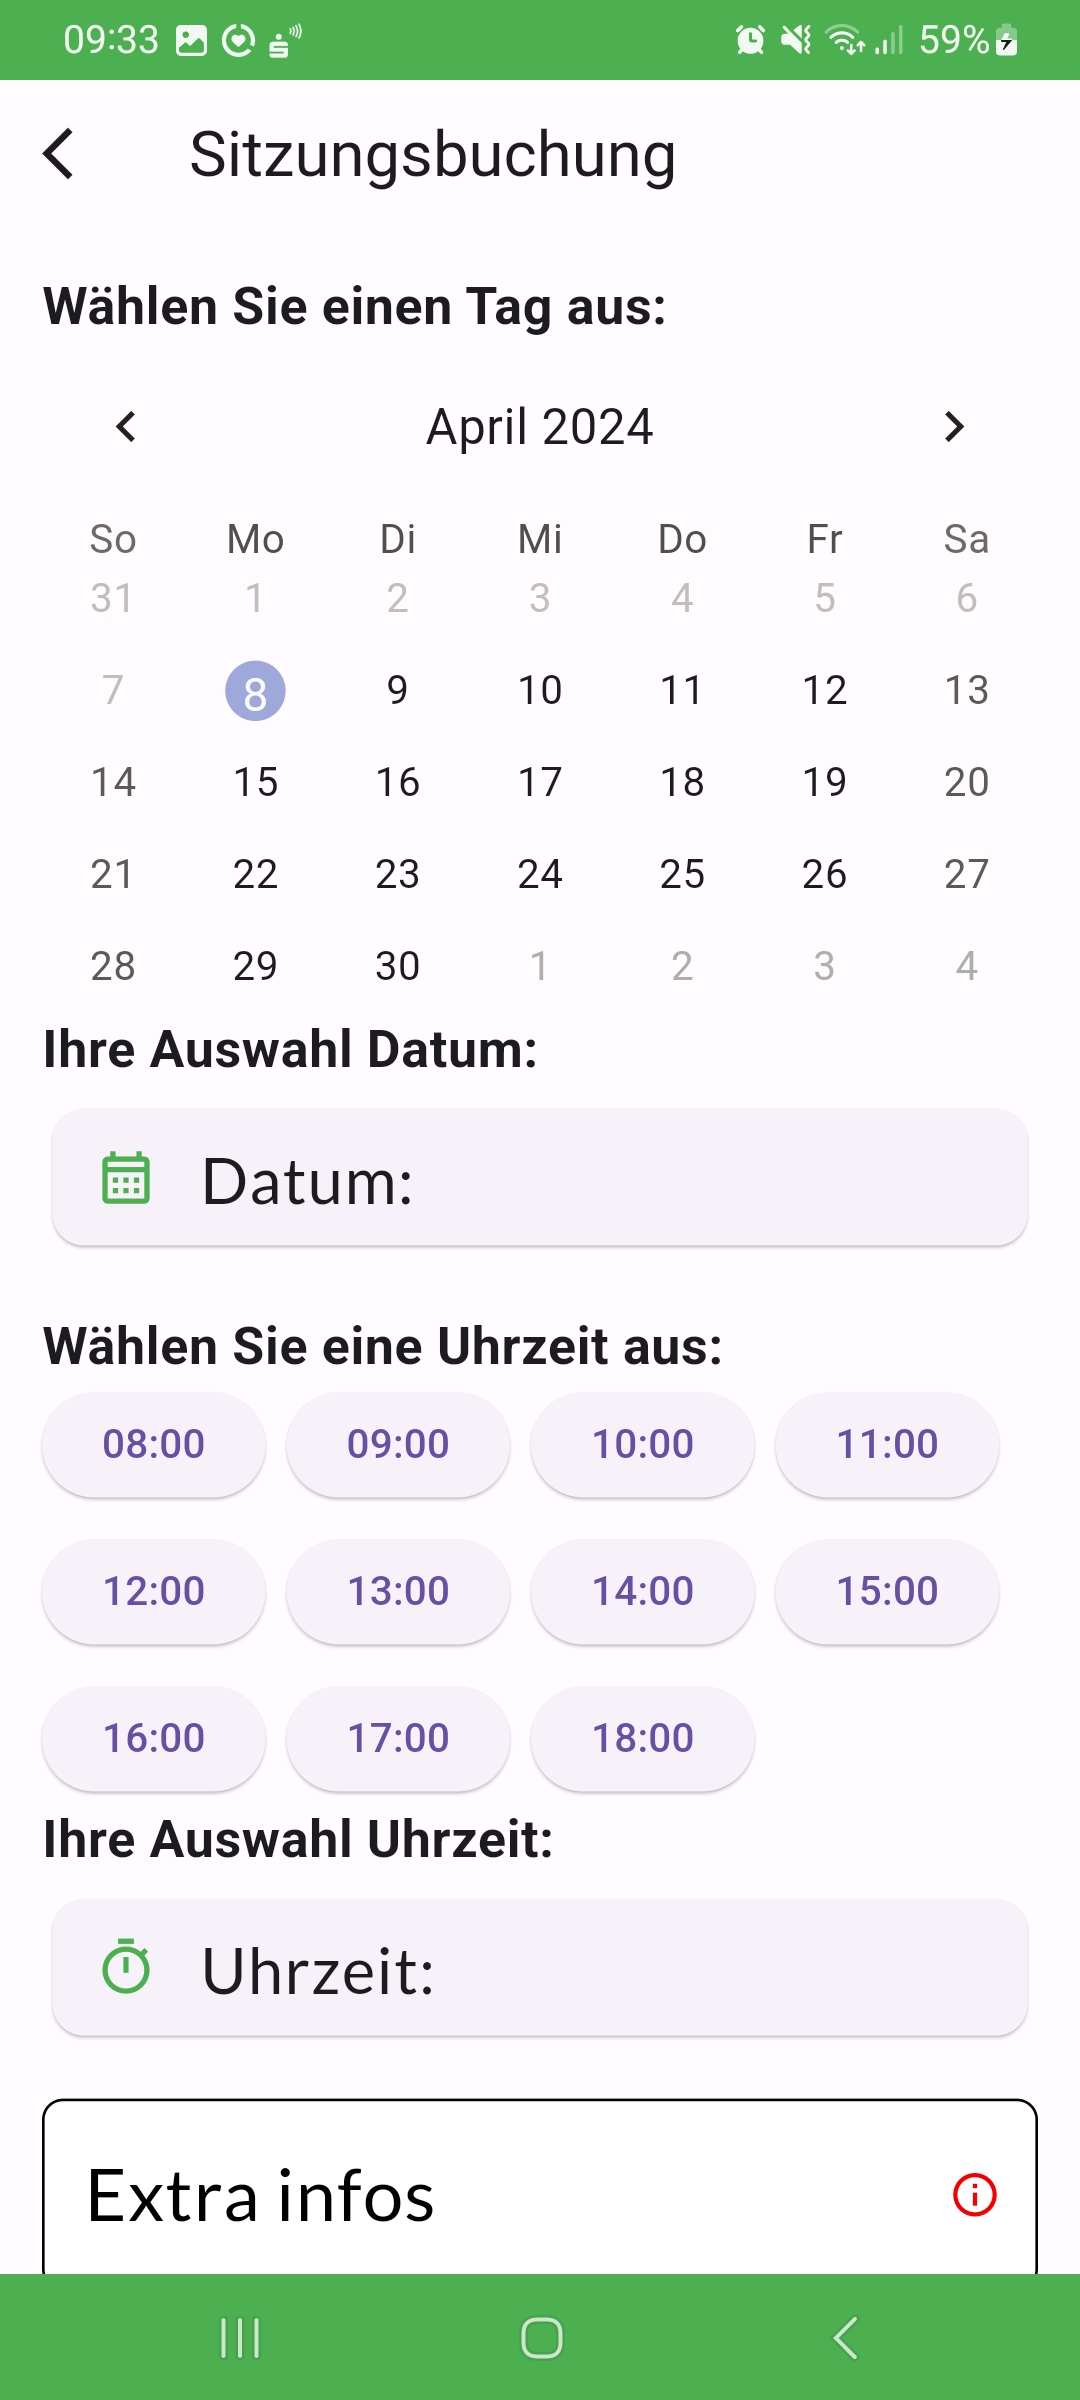 09:33 59%
Sitzungsbuchung
Wählen Sie einen Tag aus:
April 2024
So Mo Di Mi Do Fr Sa
31 1 2 3 4 5 6
7 8 9 10 11 12 13
14 15 16 17 18 19 20
21 22 23 24 25 26 27
28 29 30 1 2 3 4
Ihre Auswahl Datum:
Datum:
Wählen Sie eine Uhrzeit aus:
08:00 09:00 10:00 11:00
12:00 13:00 14:00 15:00
16:00 17:00 18:00
Ihre Auswahl Uhrzeit:
Uhrzeit:
Extra infos